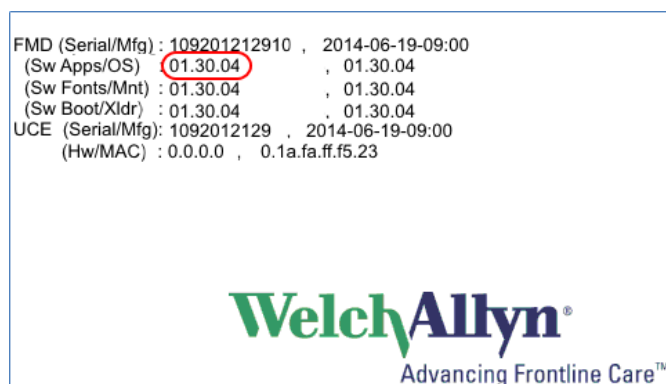 FMD (Serial/Mfg) : 109201212910 , 2014-06-19-09:00
(Sw Apps/OS) : 01.30.04 , 01.30.04
(Sw Fonts/Mnt) : 01.30.04 , 01.30.04
(Sw Boot/Xldr) : 01.30.04 , 01.30.04
UCE (Serial/Mfg): 1092012129 , 2014-06-19-09:00
(Hw/MAC) : 0.0.0.0 , 0.1a.fa.ff.f5.23
WelchAllyn®
Advancing Frontline Care™